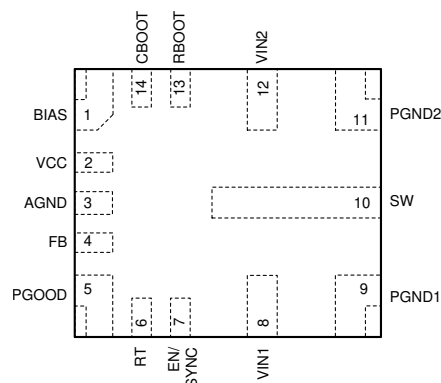 CBOOT
RBOOT
VIN2
14
13
12
BIAS
1
11
PGND2
VCC
2
AGND
3
10
SW
FB
4
PGOOD
5
9
PGND1
6
7
8
RT
EN/
SYNC
VIN1